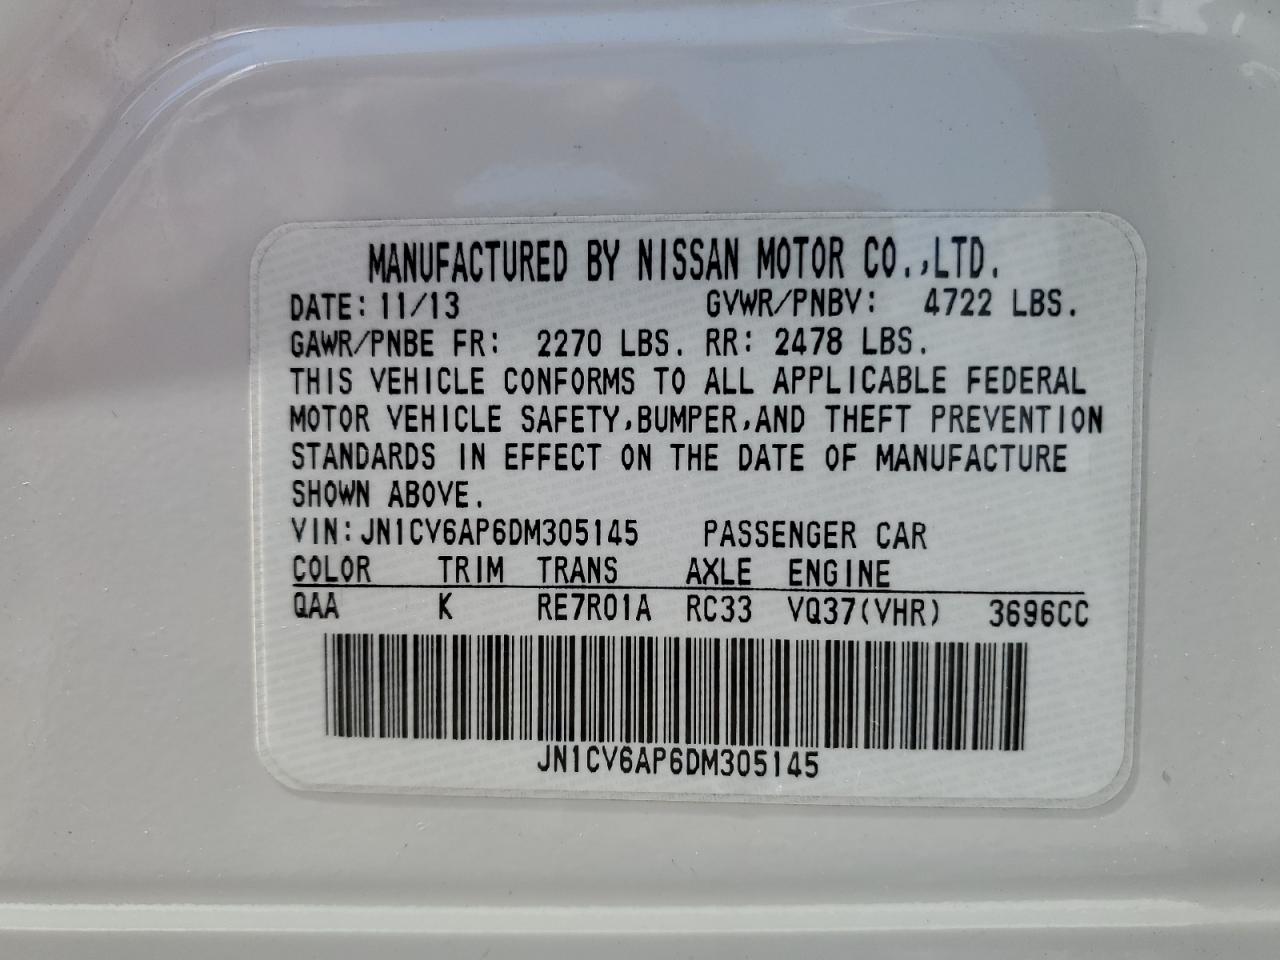 MANUFACTURED BY NISSAN MOTOR CO.,LTD.
DATE: 11/13 GVWR/PNBV: 4722 LBS.
GAWR/PNBE FR: 2270 LBS. RR: 2478 LBS.
THIS VEHICLE CONFORMS TO ALL APPLICABLE FEDERAL
MOTOR VEHICLE SAFETY,BUMPER,AND THEFT PREVENTION
STANDARDS IN EFFECT ON THE DATE OF MANUFACTURE
SHOWN ABOVE.
VIN:JN1CV6AP6DM305145 PASSENGER CAR
COLOR TRIM TRANS AXLE ENGINE
QAA K RE7R01A RC33 VQ37(VHR) 3696CC
JN1CV6AP6DM305145